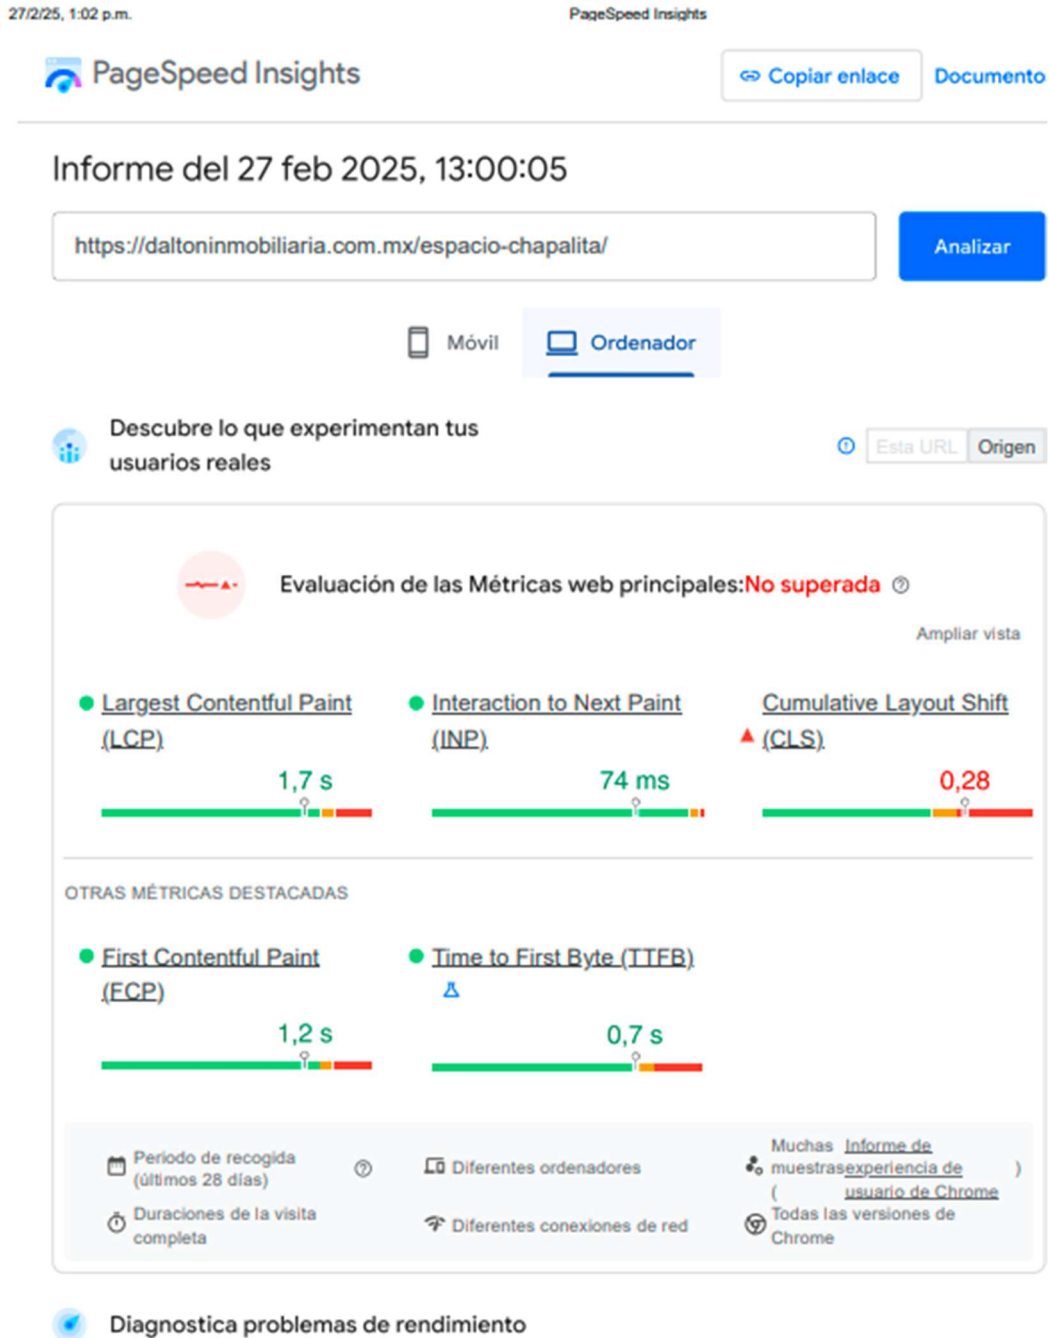 27/2/25, 1:02 p.m.
PageSpeed Insights
PageSpeed Insights
Copiar enlace
Documento
Informe del 27 feb 2025, 13:00:05
https://daltoninmobiliaria.com.mx/espacio-chapalita/
Analizar
Móvil
Ordenador
Descubre lo que experimentan tus
usuarios reales
Esta URL
Origen
Evaluación de las Métricas web principales:No superada
Ampliar vista
Largest Contentful Paint
(LCP)
1,7 s
Interaction to Next Paint
(INP)
74 ms
Cumulative Layout Shift
(CLS)
0,28
OTRAS MÉTRICAS DESTACADAS
First Contentful Paint
(FCP)
1,2 s
Time to First Byte (TTFB)
0,7 s
Periodo de recogida
(últimos 28 días)
Diferentes ordenadores
Muchas Informe de
muestrasexperiencia de )
( usuario de Chrome
Duraciones de la visita
completa
Diferentes conexiones de red
Todas las versiones de
Chrome
Diagnostica problemas de rendimiento